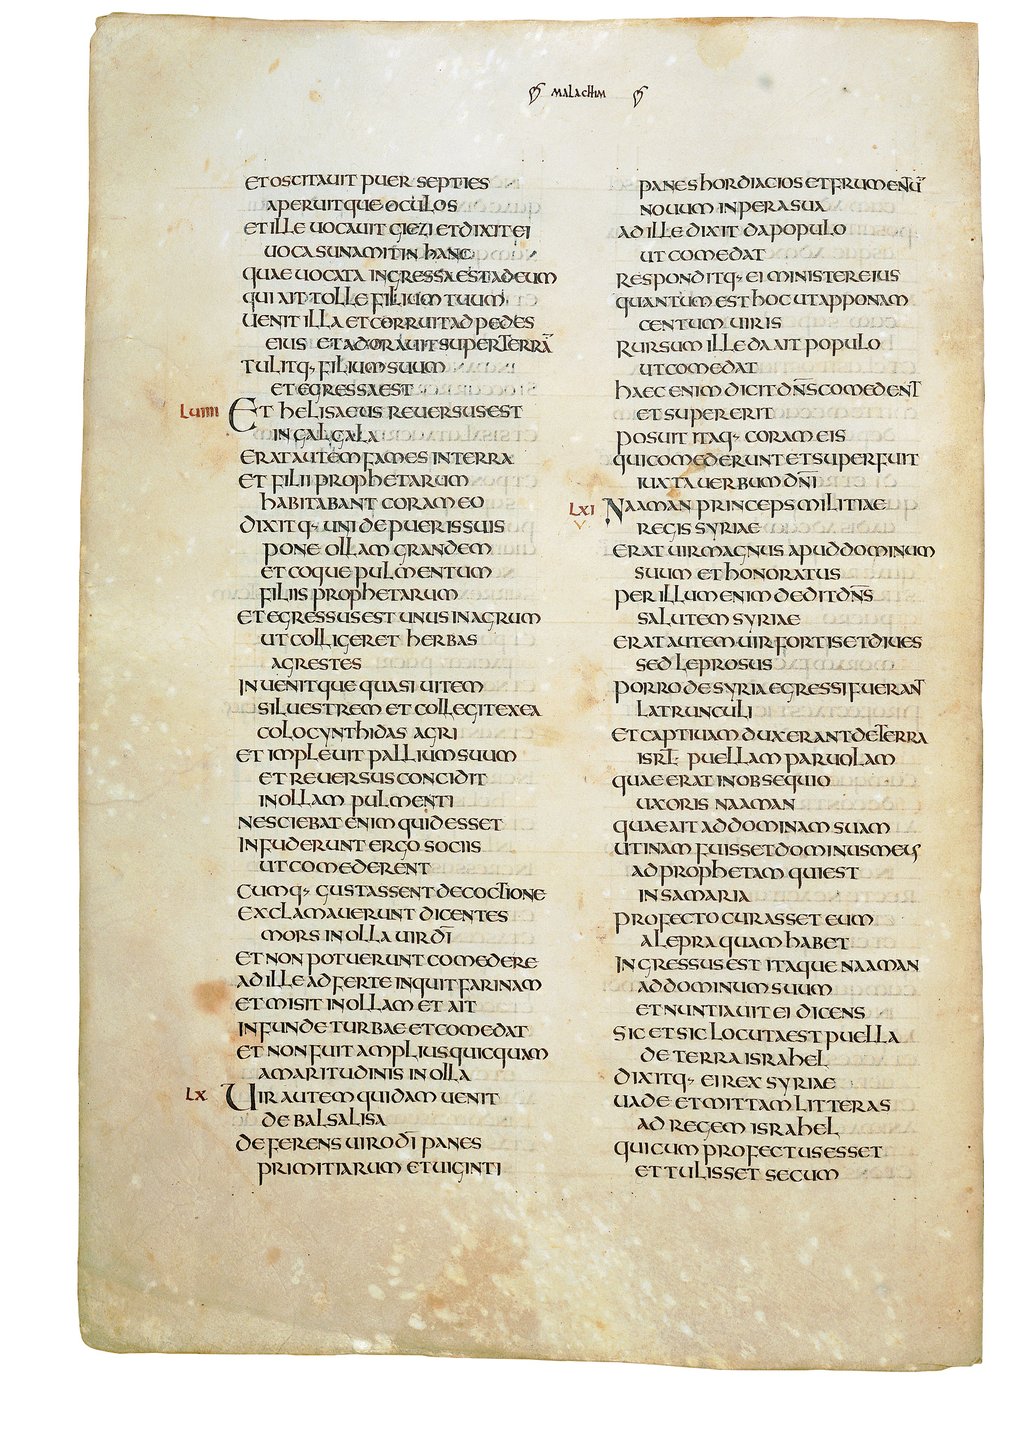 MALACHIM
ET OSCITAUIT PUER SEPTIES
APERUITQUE OCULOS
ET ILLE UOCAUIT GIEZI ET DIXIT EI
UOCA SUNAMITIN HANC
QUAE UOCATA INGRESSA EST AD EUM
QUI AIT TOLLE FILIUM TUUM
UENIT ILLA ET CORRUIT AD PEDES
EIUS ET ADORAUIT SUPER TERRĀ
TULITQ· FILIUM SUUM
ET EGRESSA EST
LUIIII ET HELISAEUS REUERSUS EST
IN GALGALA
ERAT AUTEM FAMES IN TERRA
ET FILII PROPHETARUM
HABITABANT CORAM EO
DIXITQ· UNI DE PUERIS SUIS
PONE OLLAM GRANDEM
ET COQUE PULMENTUM
FILIIS PROPHETARUM
ET EGRESSUS EST UNUS IN AGRUM
UT COLLIGERET HERBAS
AGRESTES
INUENITQUE QUASI UITEM
SILUESTREM ET COLLEGIT EX EA
COLOCYNTHIDAS AGRI
ET IMPLEUIT PALLIUM SUUM
ET REUERSUS CONCIDIT
IN OLLAM PULMENTI
NESCIEBAT ENIM QUID ESSET
INFUDERUNT ERGO SOCIIS
UT COMEDERENT
CUMQ· GUSTASSENT DE COCTIONE
EXCLAMAUERUNT DICENTES
MORS IN OLLA UIR DĪ
ET NON POTUERUNT COMEDERE
AD ILLE ADFERTE INQUIT FARINAM
ET MISIT IN OLLAM ET AIT
INFUNDE TURBAE ET COMEDAT
ET NON FUIT AMPLIUS QUICQUAM
AMARITUDINIS IN OLLA
LX UIR AUTEM QUIDAM UENIT
DE BALSALISA
DEFERENS UIRO DĪ PANES
PRIMITIARUM ET UIGINTI
PANES HORDIACIOS ET FRUMENTŪ
NOUUM IN PERA SUA
AD ILLE DIXIT DA POPULO
UT COMEDAT
RESPONDITQ· EI MINISTER EIUS
QUANTUM EST HOC UT APPONAM
CENTUM UIRIS
RURSUM ILLE DA AIT POPULO
UT COMEDAT
HAEC ENIM DICIT DN̄S COMEDENT
ET SUPERERIT
POSUIT ITAQ· CORAM EIS
QUI COMEDERUNT ET SUPERFUIT
IUXTA UERBUM DN̄I
LXI NAAMAN PRINCEPS MILITIAE
V REGIS SYRIAE
ERAT UIR MAGNUS APUD DOMINUM
SUUM ET HONORATUS
PER ILLUM ENIM DEDIT DN̄S
SALUTEM SYRIAE
ERAT AUTEM UIR FORTIS ET DIUES
SED LEPROSUS
PORRO DE SYRIA EGRESSI FUERANT
LATRUNCULI
ET CAPTIUAM DUXERANT DE TERRA
ISRL̄ PUELLAM PARUOLAM
QUAE ERAT IN OBSEQUIO
UXORIS NAAMAN
QUAE AIT AD DOMINAM SUAM
UTINAM FUISSET DOMINUS MEUS
AD PROPHETAM QUI EST
IN SAMARIA
PROFECTO CURASSET EUM
A LEPRA QUAM HABET
INGRESSUS EST ITAQUE NAAMAN
AD DOMINUM SUUM
ET NUNTIAUIT EI DICENS
SIC ET SIC LOCUTA EST PUELLA
DE TERRA ISRAHEL
DIXITQ· EI REX SYRIAE
UADE ET MITTAM LITTERAS
AD REGEM ISRAHEL
QUI CUM PROFECTUS ESSET
ET TULISSET SECUM